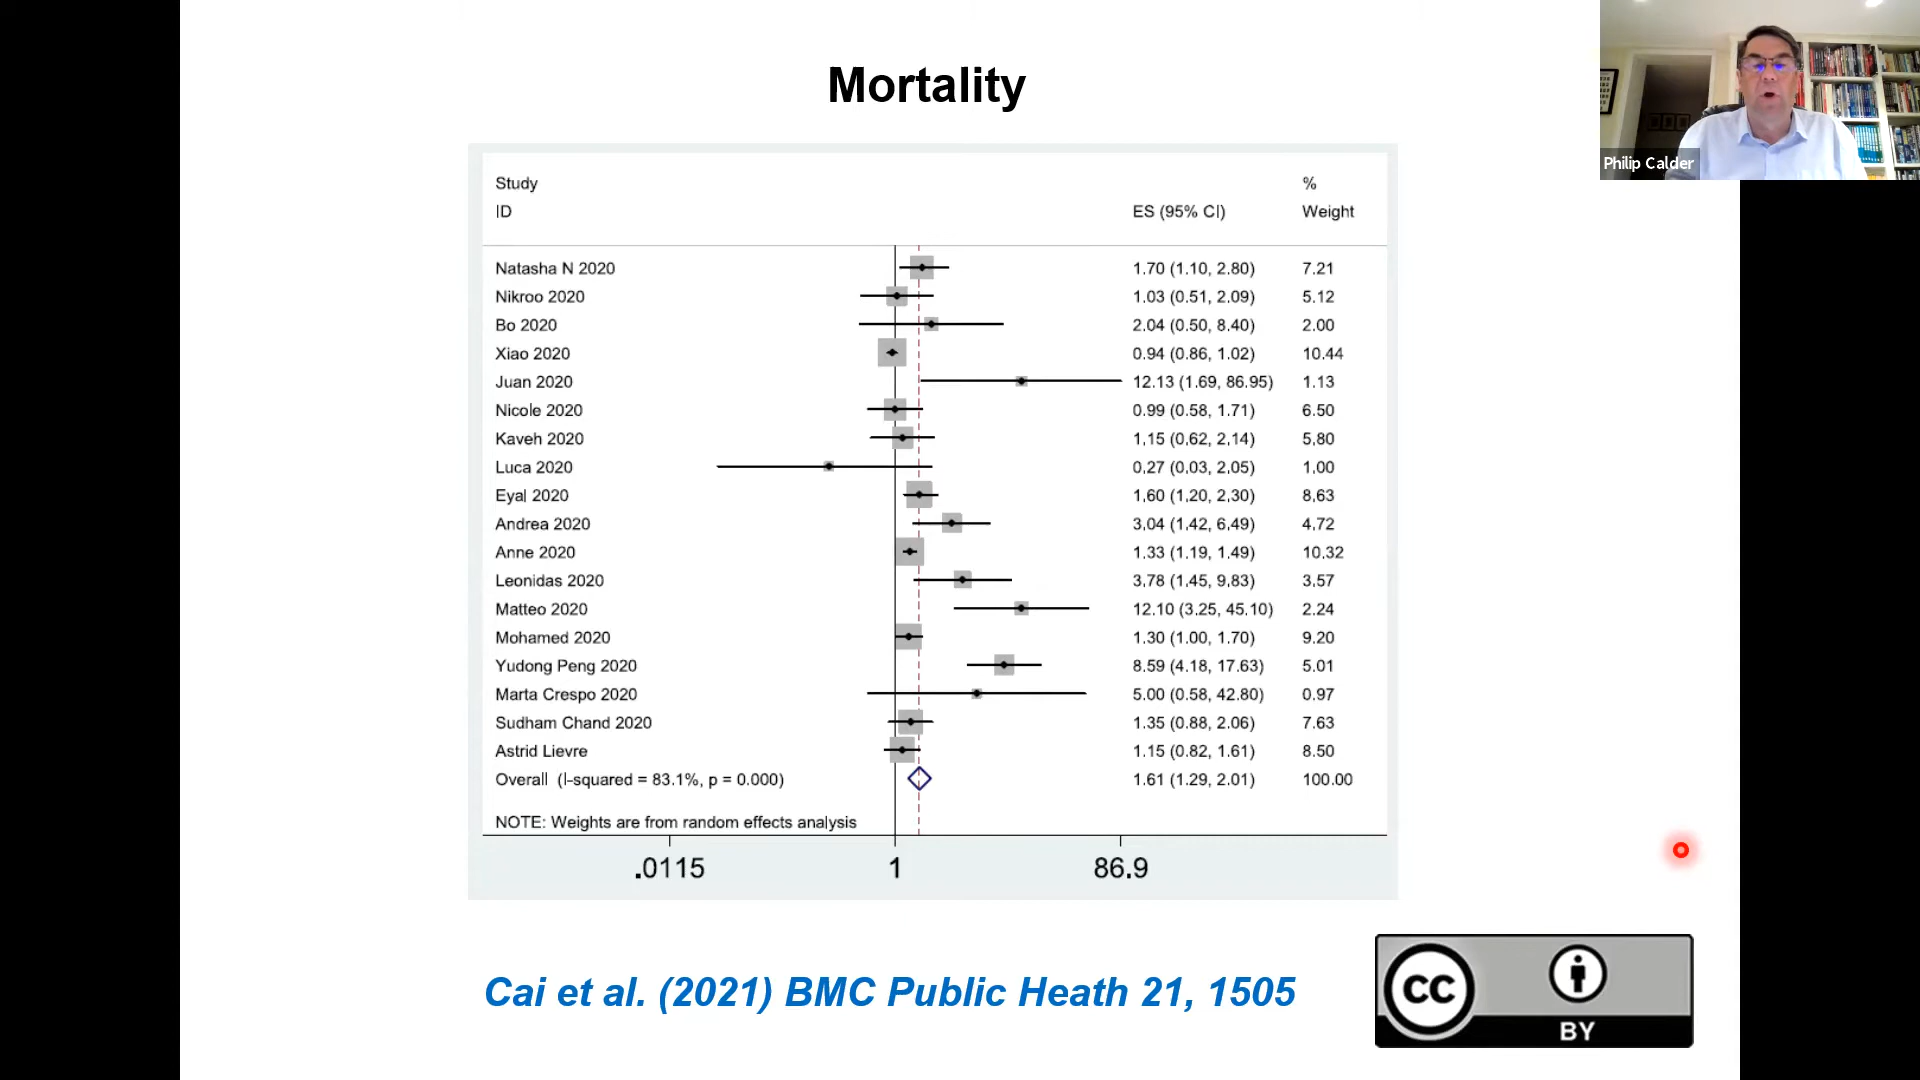 Mortality
Philip Calder
Study %
ID ES (95% CI) Weight
Natasha N 2020 1.70 (1.10, 2.80) 7.21
Nikroo 2020 1.03 (0.51, 2.09) 5.12
Bo 2020 2.04 (0.50, 8.40) 2.00
Xiao 2020 0.94 (0.86, 1.02) 10.44
Juan 2020 12.13 (1.69, 86.95) 1.13
Nicole 2020 0.99 (0.58, 1.71) 6.50
Kaveh 2020 1.15 (0.62, 2.14) 5.80
Luca 2020 0.27 (0.03, 2.05) 1.00
Eyal 2020 1.60 (1.20, 2.30) 8.63
Andrea 2020 3.04 (1.42, 6.49) 4.72
Anne 2020 1.33 (1.19, 1.49) 10.32
Leonidas 2020 3.78 (1.45, 9.83) 3.57
Matteo 2020 12.10 (3.25, 45.10) 2.24
Mohamed 2020 1.30 (1.00, 1.70) 9.20
Yudong Peng 2020 8.59 (4.18, 17.63) 5.01
Marta Crespo 2020 5.00 (0.58, 42.80) 0.97
Sudham Chand 2020 1.35 (0.88, 2.06) 7.63
Astrid Lievre 1.15 (0.82, 1.61) 8.50
Overall (I-squared = 83.1%, p = 0.000) 1.61 (1.29, 2.01) 100.00
NOTE: Weights are from random effects analysis
.0115 1 86.9
Cai et al. (2021) BMC Public Heath 21, 1505
CC
BY